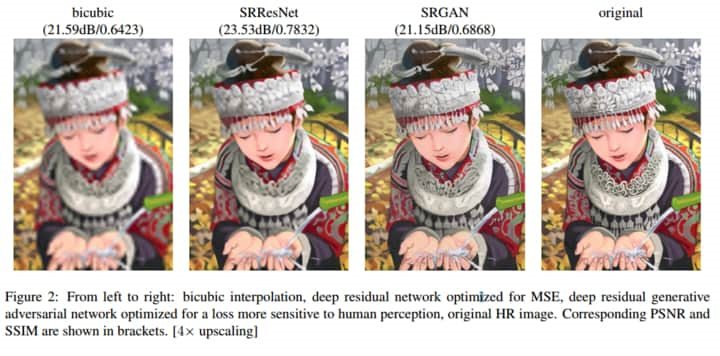 bicubic
(21.59dB/0.6423)
SRResNet
(23.53dB/0.7832)
SRGAN
(21.15dB/0.6868)
original
Figure 2: From left to right: bicubic interpolation, deep residual network optimized for MSE, deep residual generative
adversarial network optimized for a loss more sensitive to human perception, original HR image. Corresponding PSNR and
SSIM are shown in brackets. [4× upscaling]